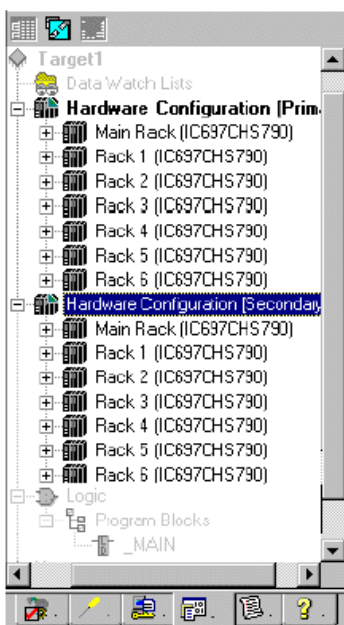 Target1
Data Watch Lists
Hardware Configuration [Prim
Main Rack (IC697CHS790)
Rack 1 (IC697CHS790)
Rack 2 (IC697CHS790)
Rack 3 (IC697CHS790)
Rack 4 (IC697CHS790)
Rack 5 (IC697CHS790)
Rack 6 (IC697CHS790)
Hardware Configuration [Secondary
Main Rack (IC697CHS790)
Rack 1 (IC697CHS790)
Rack 2 (IC697CHS790)
Rack 3 (IC697CHS790)
Rack 4 (IC697CHS790)
Rack 5 (IC697CHS790)
Rack 6 (IC697CHS790)
Logic
Program Blocks
_MAIN